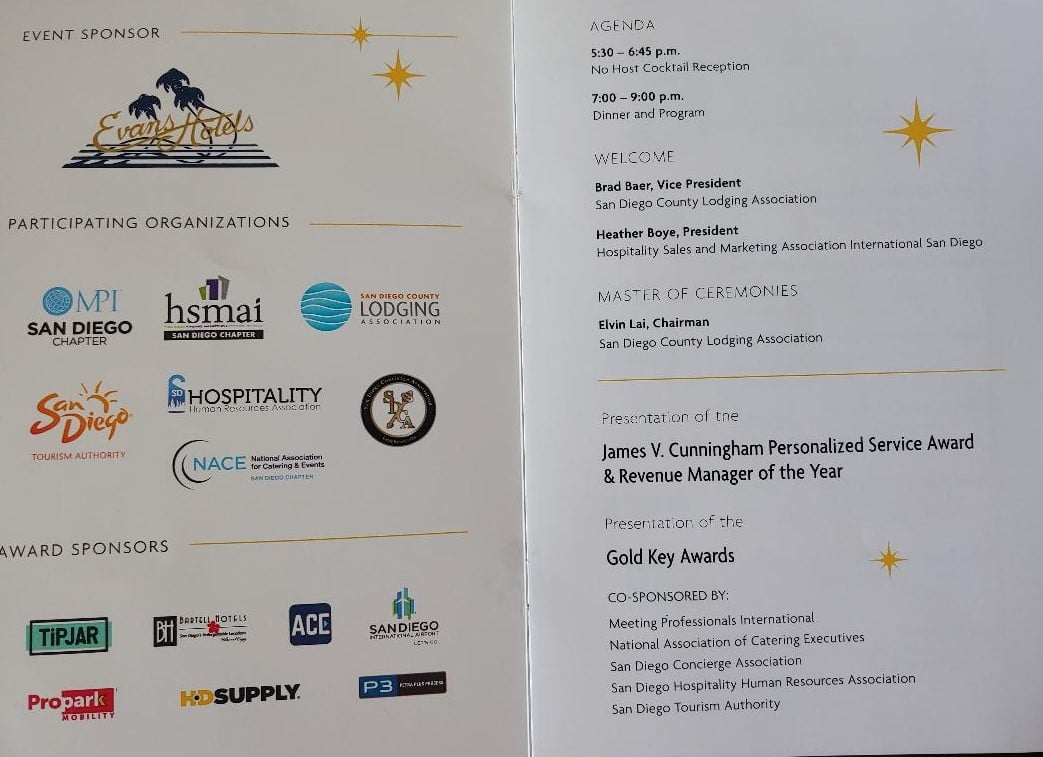 EVENT SPONSOR
Evans Hotels
PARTICIPATING ORGANIZATIONS
MPI
SAN DIEGO
CHAPTER
hsmai
SAN DIEGO CHAPTER
SAN DIEGO COUNTY
LODGING
ASSOCIATION
San
Diego
TOURISM AUTHORITY
SD HOSPITALITY
Human Resources Association
San Diego Concierge Association
SDCA
NACE
National Association
for Catering & Events
SAN DIEGO CHAPTER
AWARD SPONSORS
TiPJAR
BH BARTELL HOTELS
ACE
SAN DIEGO
INTERNATIONAL AIRPORT
LET'S GO.
Propark
MOBILITY
HD SUPPLY
P3
AGENDA
5:30 – 6:45 p.m.
No Host Cocktail Reception
7:00 – 9:00 p.m.
Dinner and Program
WELCOME
Brad Baer, Vice President
San Diego County Lodging Association
Heather Boye, President
Hospitality Sales and Marketing Association International San Diego
MASTER OF CEREMONIES
Elvin Lai, Chairman
San Diego County Lodging Association
Presentation of the
James V. Cunningham Personalized Service Award
& Revenue Manager of the Year
Presentation of the
Gold Key Awards
CO-SPONSORED BY:
Meeting Professionals International
National Association of Catering Executives
San Diego Concierge Association
San Diego Hospitality Human Resources Association
San Diego Tourism Authority